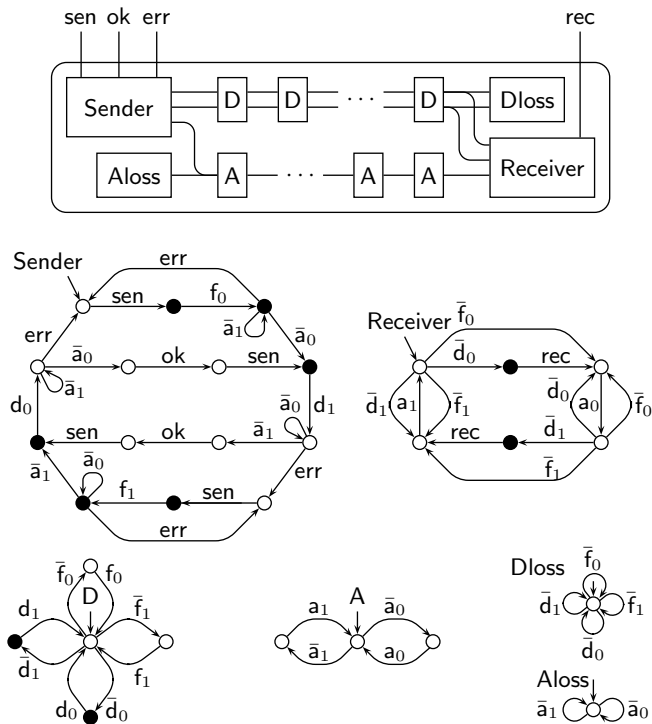 sen ok err rec
Sender D D ··· D Dloss
Aloss A ··· A A Receiver
Sender err
sen f₀
err ā₁ ā₀
ā₀ ok sen
ā₁
d₀ ā₀ d₁
sen ok ā₁
ā₁ ā₀ err
f₁ sen
err
Receiver f̄₀
d̄₀ rec
d̄₁ a₁ f̄₁ d̄₀ a₀ f̄₀
rec d̄₁
f̄₁
f̄₀ f₀
D
d₁ f̄₁
d̄₁ f₁
d₀ d̄₀
A
a₁ ā₀
ā₁ a₀
Dloss f̄₀
d̄₁ f̄₁
d̄₀
Aloss
ā₁ ā₀